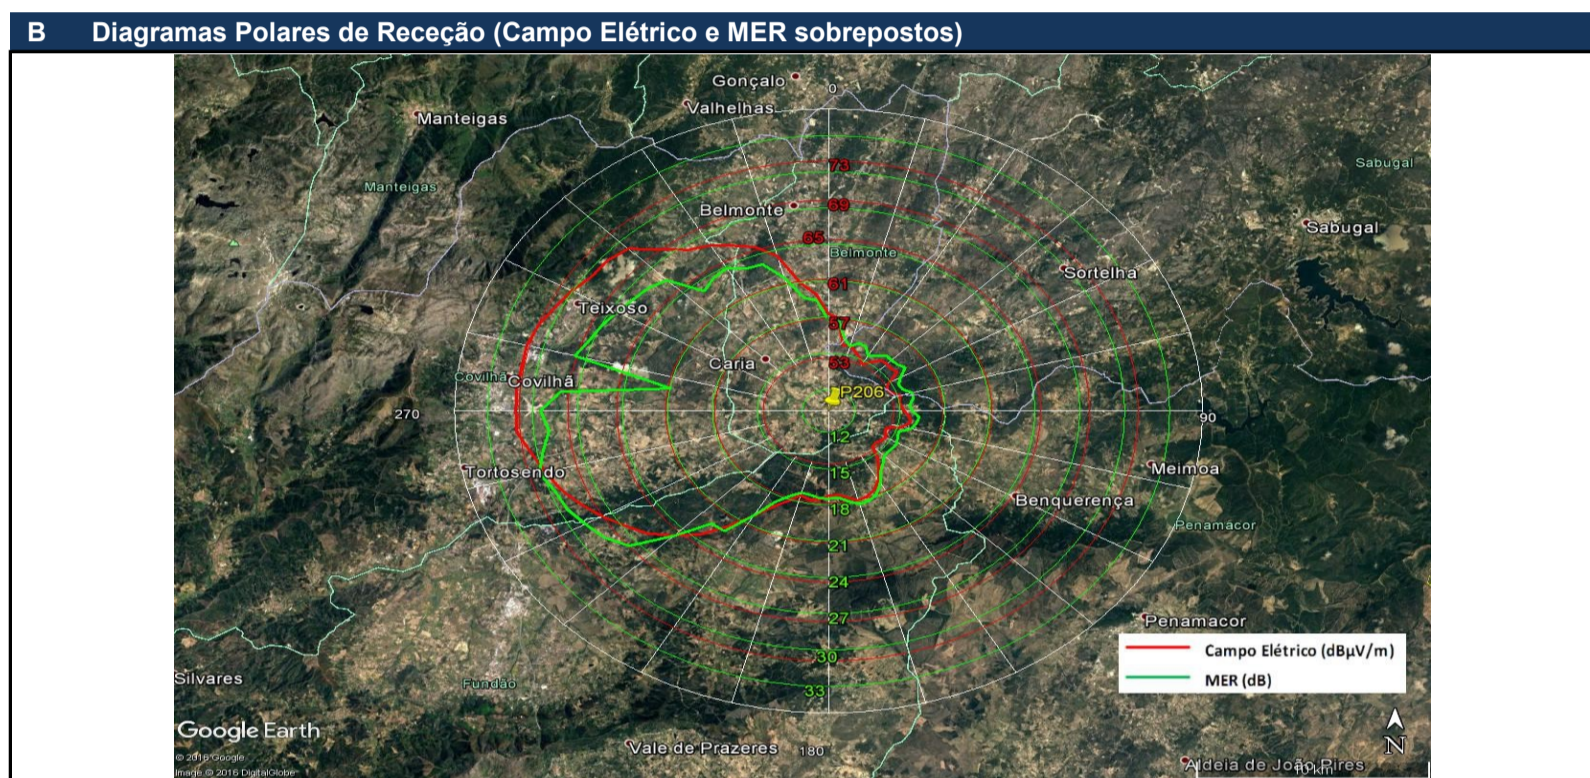 B Diagramas Polares de Receção (Campo Elétrico e MER sobrepostos)
Gonçalo
0
Valhelhas
Manteigas
73
Sabugal
Manteigas
69
Belmonte
Sabugal
65
Belmonte
Sortelha
61
Teixoso
57
53
Caria
Covilhã
Covilhã
P206
270
90
12
Tortosendo
15
Meimoa
Benquerença
18
Penamacor
21
24
27
Penamacor
30
Campo Elétrico (dBµV/m)
MER (dB)
Silvares
Fundão
33
Google Earth
N
Vale de Prazeres
180
© 2016 Google
Aldeia de João Pires
10 km
Image © 2016 DigitalGlobe